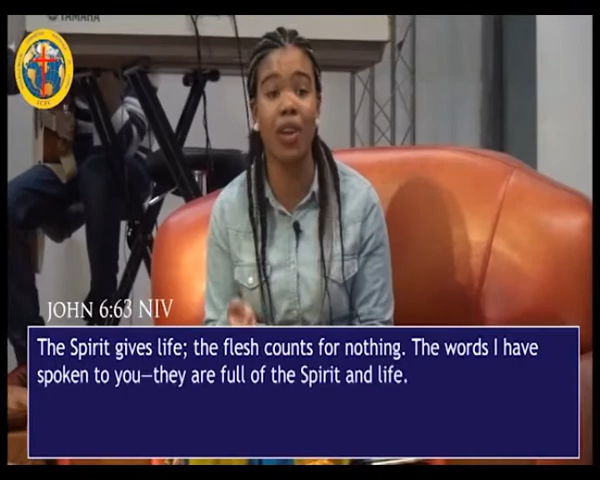 YAMAHA
JOHN 6:63 NIV
The Spirit gives life; the flesh counts for nothing. The words I have
spoken to you—they are full of the Spirit and life.